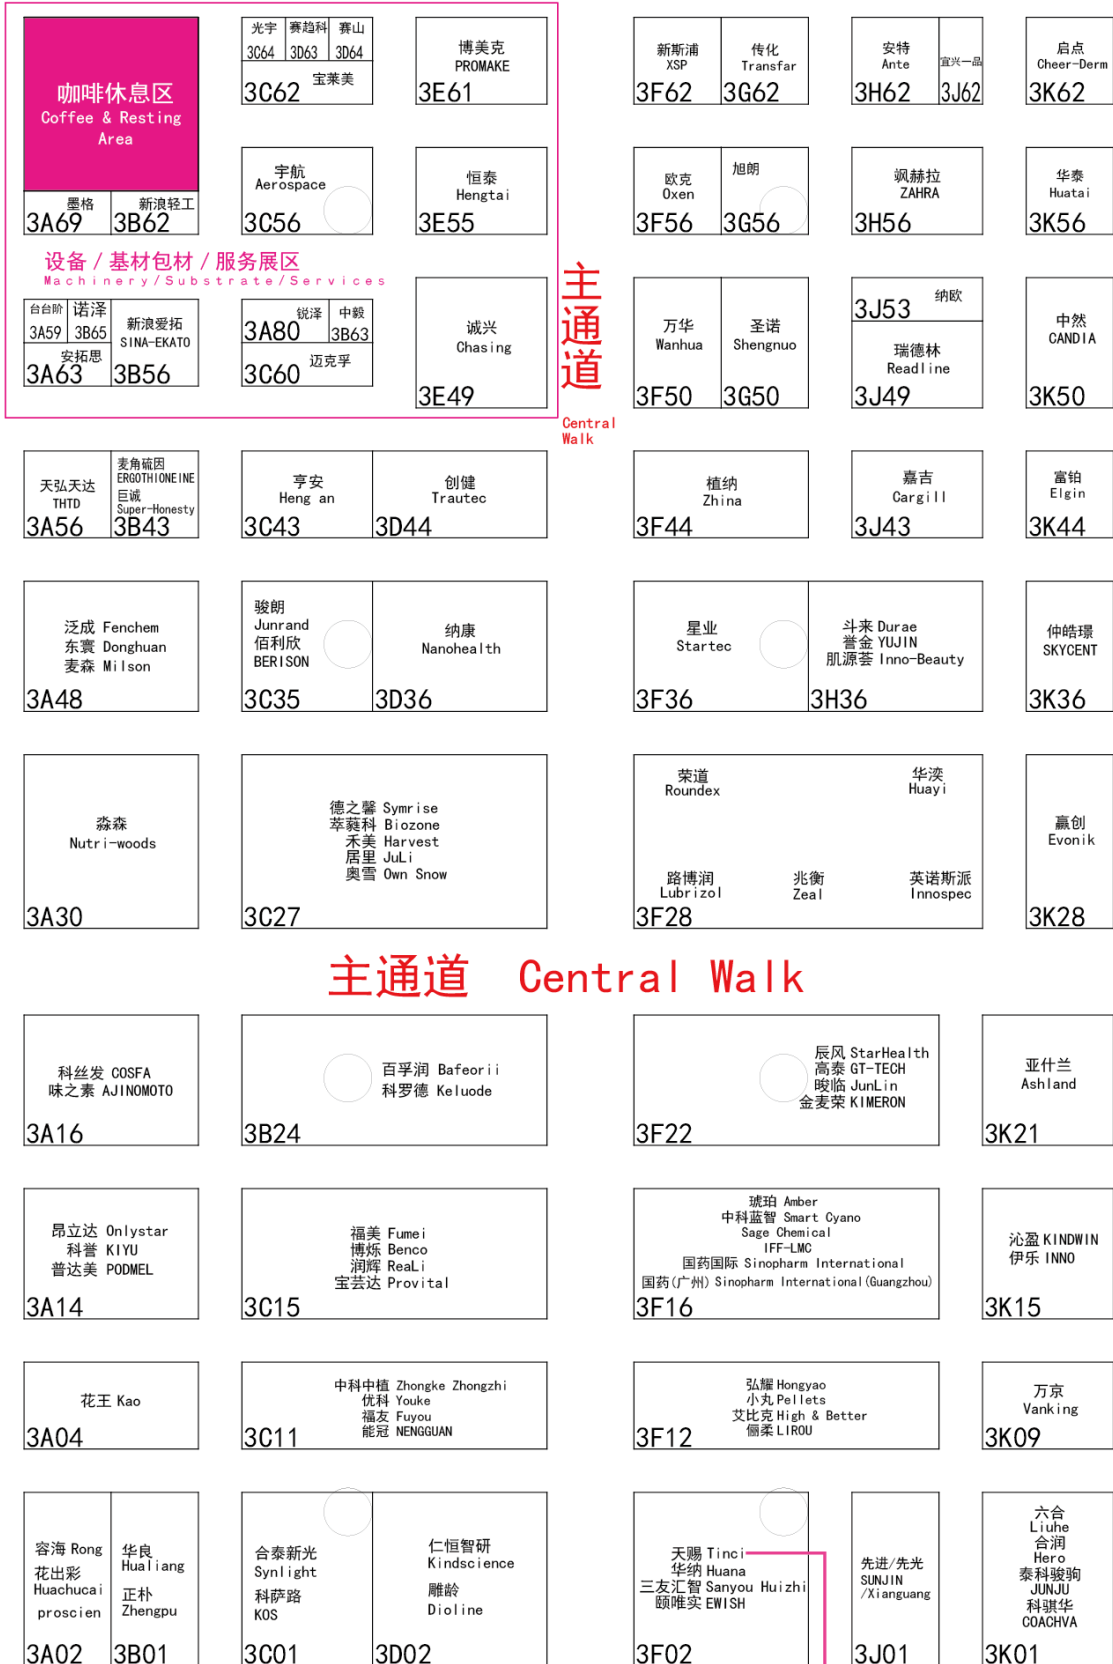 咖啡休息区
Coffee & Resting
Area
墨格
3A69
新浪轻工
3B62
光宇
3C64
赛趋科
3D63
赛山
3D64
宝莱美
3C62
博美克
PROMAKE
3E61
宇航
Aerospace
3C56
恒泰
Hengtai
3E55
设备/基材包材/服务展区
Machinery/Substrate/Services
台台阶
3A59
诺泽
3B65
安拓思
3A63
新浪爱拓
SINA-EKATO
3B56
锐泽
3A80
中毅
3B63
迈克孚
3C60
诚兴
Chasing
3E49
主通道
Central
Walk
新斯浦
XSP
3F62
传化
Transfar
3G62
安特
Ante
3H62
宜兴一品
3J62
启点
Cheer-Derm
3K62
欧克
Oxen
3F56
旭朗
3G56
飒赫拉
ZAHRA
3H56
华泰
Huatai
3K56
万华
Wanhua
3F50
圣诺
Shengnuo
3G50
纳欧
3J53
瑞德林
Readline
3J49
中然
CANDIA
3K50
天弘天达
THTD
3A56
麦角硫因
ERGOTHIONEINE
巨诚
Super-Honesty
3B43
亨安
Heng an
3C43
创健
Trautec
3D44
植纳
Zhina
3F44
嘉吉
Cargill
3J43
富铂
Elgin
3K44
泛成 Fenchem
东寰 Donghuan
麦森 Milson
3A48
骏朗
Junrand
佰利欣
BERISON
3C35
纳康
Nanohealth
3D36
星业
Startec
3F36
斗来 Durae
誉金 YUJIN
肌源荟 Inno-Beauty
3H36
仲皓璟
SKYCENT
3K36
淼森
Nutri-woods
3A30
德之馨 Symrise
萃蕤科 Biozone
禾美 Harvest
居里 JuLi
奥雪 Own Snow
3C27
荣道
Roundex
华湙
Huayi
路博润
Lubrizol
兆衡
Zeal
英诺斯派
Innospec
3F28
赢创
Evonik
3K28
主通道 Central Walk
科丝发 COSFA
味之素 AJINOMOTO
3A16
百孚润 Bafeorii
科罗德 Keluode
3B24
辰风 StarHealth
高泰 GT-TECH
晙临 JunLin
金麦荣 KIMERON
3F22
亚什兰
Ashland
3K21
昂立达 Onlystar
科誉 KIYU
普达美 PODMEL
3A14
福美 Fumei
博烁 Benco
润辉 ReaLi
宝芸达 Provital
3C15
琥珀 Amber
中科蓝智 Smart Cyano
Sage Chemical
IFF-LMC
国药国际 Sinopharm International
国药(广州) Sinopharm International(Guangzhou)
3F16
沁盈 KINDWIN
伊乐 INNO
3K15
花王 Kao
3A04
中科中植 Zhongke Zhongzhi
优科 Youke
福友 Fuyou
能冠 NENGGUAN
3C11
弘耀 Hongyao
小丸 Pellets
艾比克 High & Better
俪柔 LIROU
3F12
万京
Vanking
3K09
容海 Rong
花出彩
Huachucai
proscien
3A02
华良
Hualiang
正朴
Zhengpu
3B01
合泰新光
Synlight
科萨路
KOS
3C01
仁恒智研
Kindscience
雕龄
Dioline
3D02
天赐 Tinci
华纳 Huana
三友汇智 Sanyou Huizhi
颐唯实 EWISH
3F02
先进/先光
SUNJIN
/Xianguang
3J01
六合
Liuhe
合润
Hero
泰科骏驹
JUNJU
科骐华
COACHVA
3K01